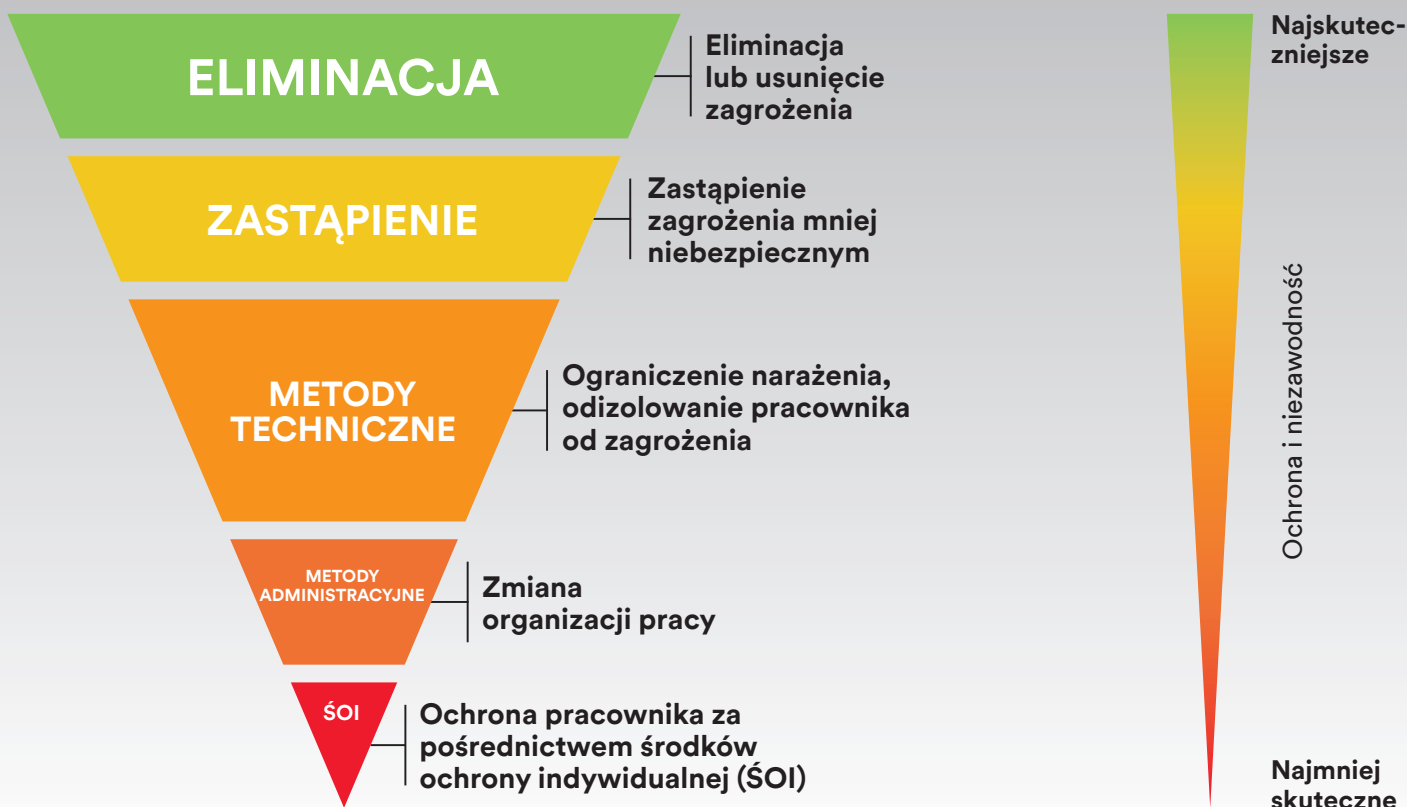 ELIMINACJA
Eliminacja
lub usunięcie
zagrożenia
Najskutec-
zniejsze
ZASTĄPIENIE
Zastąpienie
zagrożenia mniej
niebezpiecznym
METODY
TECHNICZNE
Ograniczenie narażenia,
odizolowanie pracownika
od zagrożenia
Ochrona i niezawodność
METODY
ADMINISTRACYJNE
Zmiana
organizacji pracy
ŚOI
Ochrona pracownika za
pośrednictwem środków
ochrony indywidualnej (ŚOI)
Najmniej
skuteczne